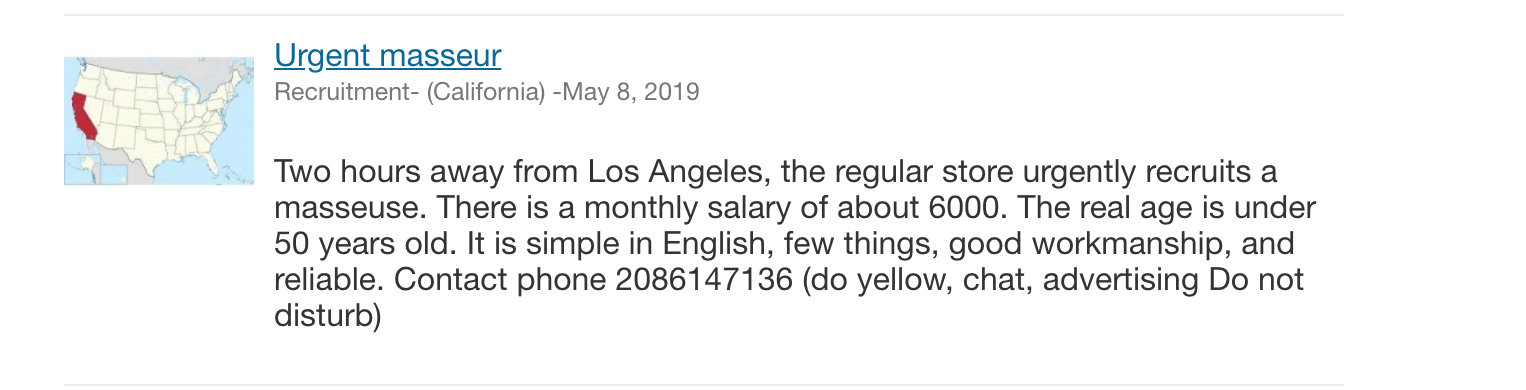 Urgent masseur
Recruitment- (California) -May 8, 2019
Two hours away from Los Angeles, the regular store urgently recruits a
masseuse. There is a monthly salary of about 6000. The real age is under
50 years old. It is simple in English, few things, good workmanship, and
reliable. Contact phone 2086147136 (do yellow, chat, advertising Do not
disturb)